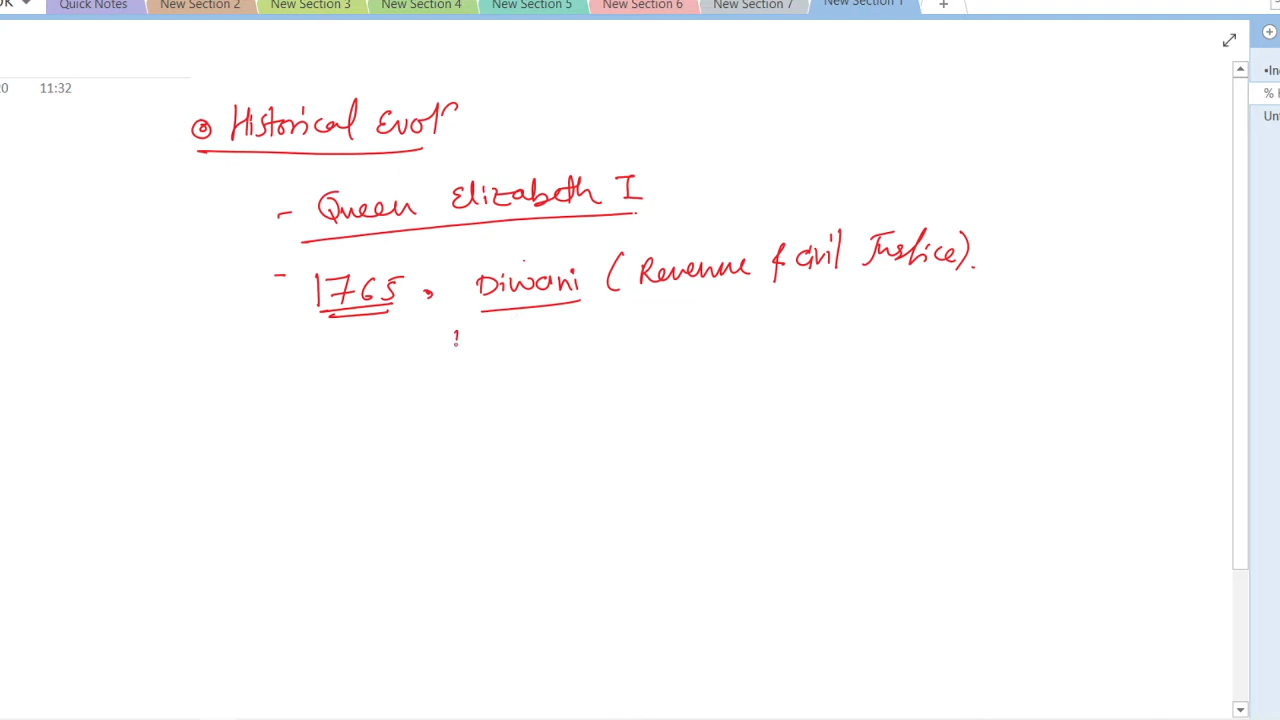 Quick Notes New Section 2 New Section 3 New Section 4 New Section 5 New Section 6 New Section 7 New Section 1 +
20 11:32
Historical Evoln
- Queen Elizabeth I
- 1765, Diwani (Revenue & Civil Justice).